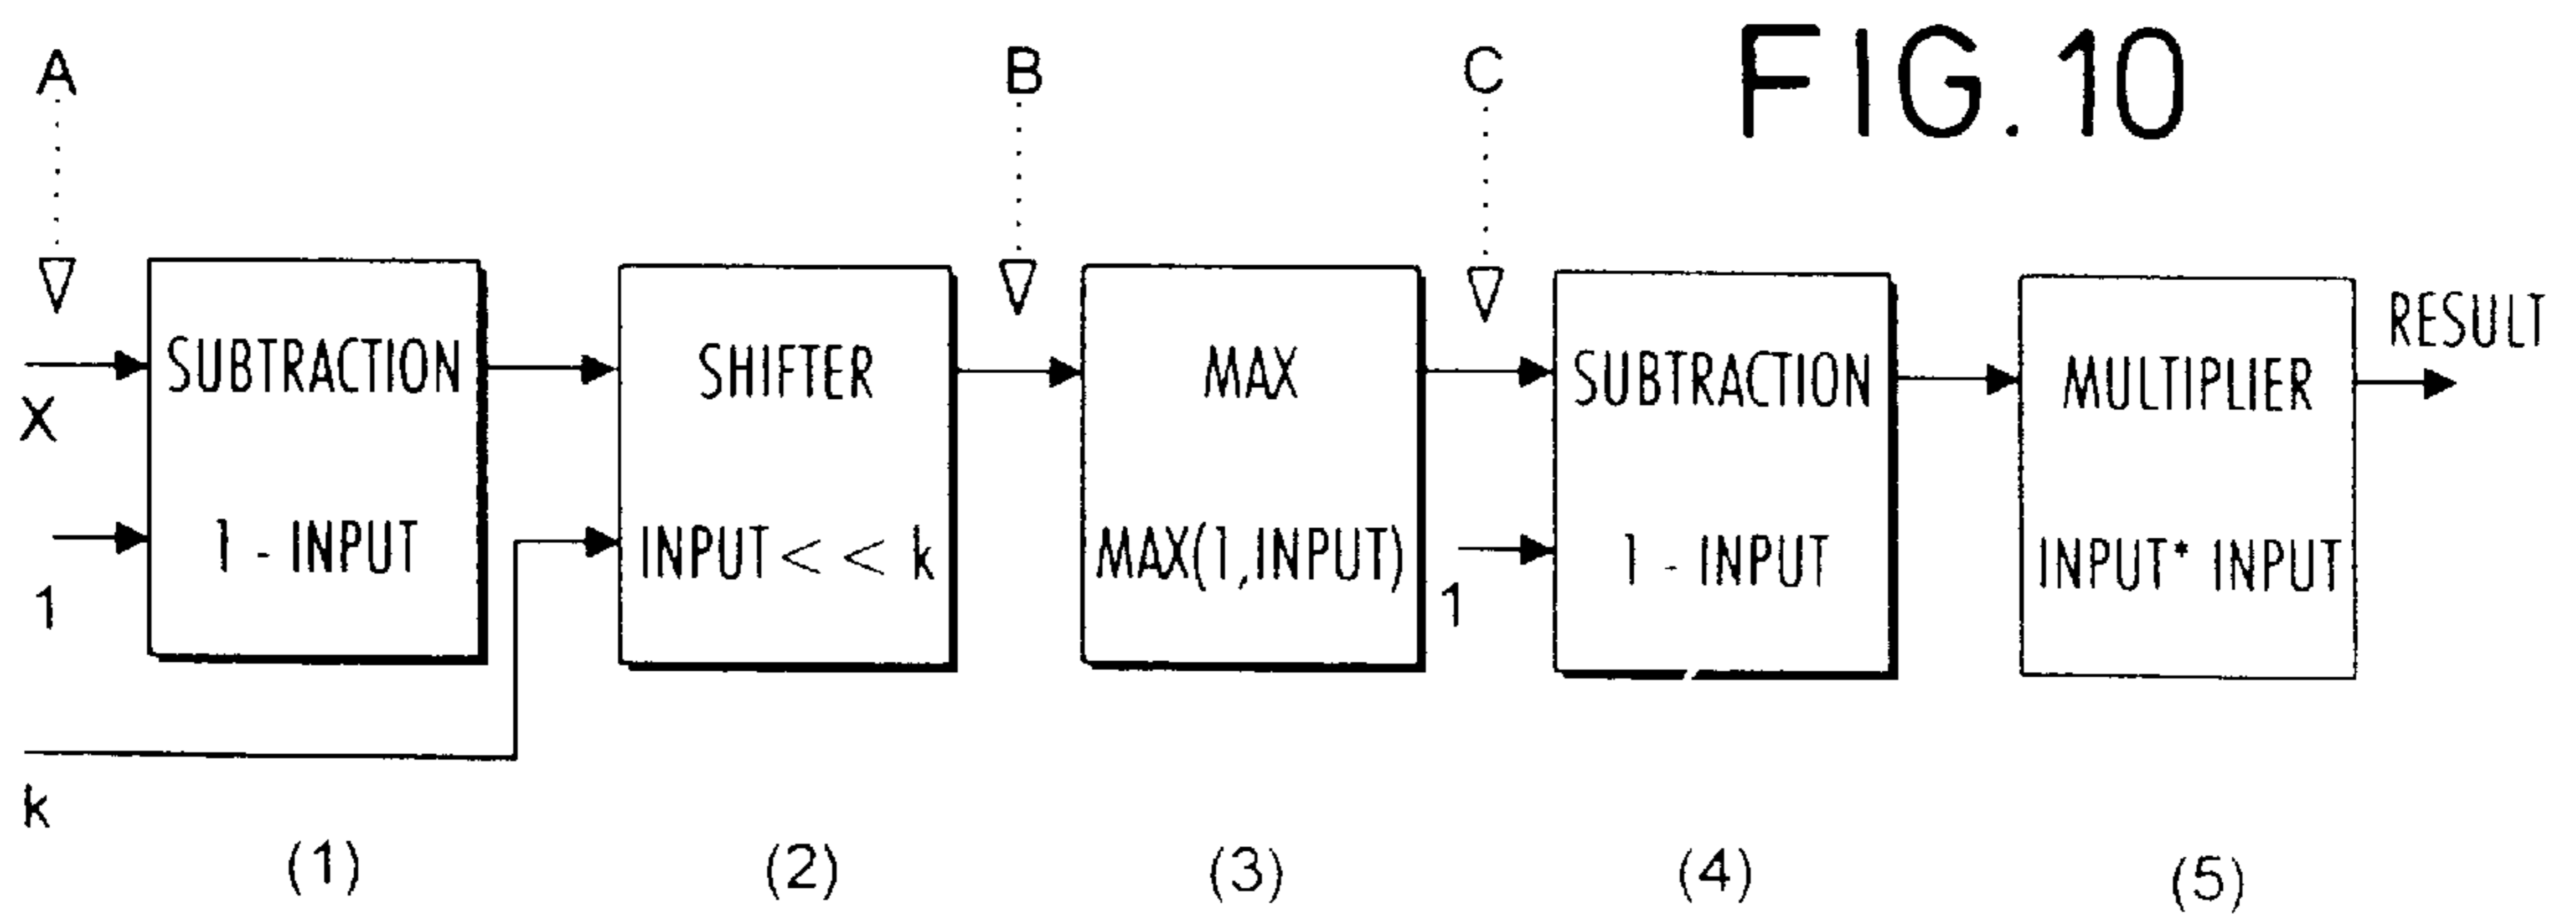 FIG. 10
A
B
C
X
1
k
SUBTRACTION
1 - INPUT
SHIFTER
INPUT < < k
MAX
MAX(1,INPUT)
1
SUBTRACTION
1 - INPUT
MULTIPLIER
INPUT* INPUT
RESULT
(1)
(2)
(3)
(4)
(5)